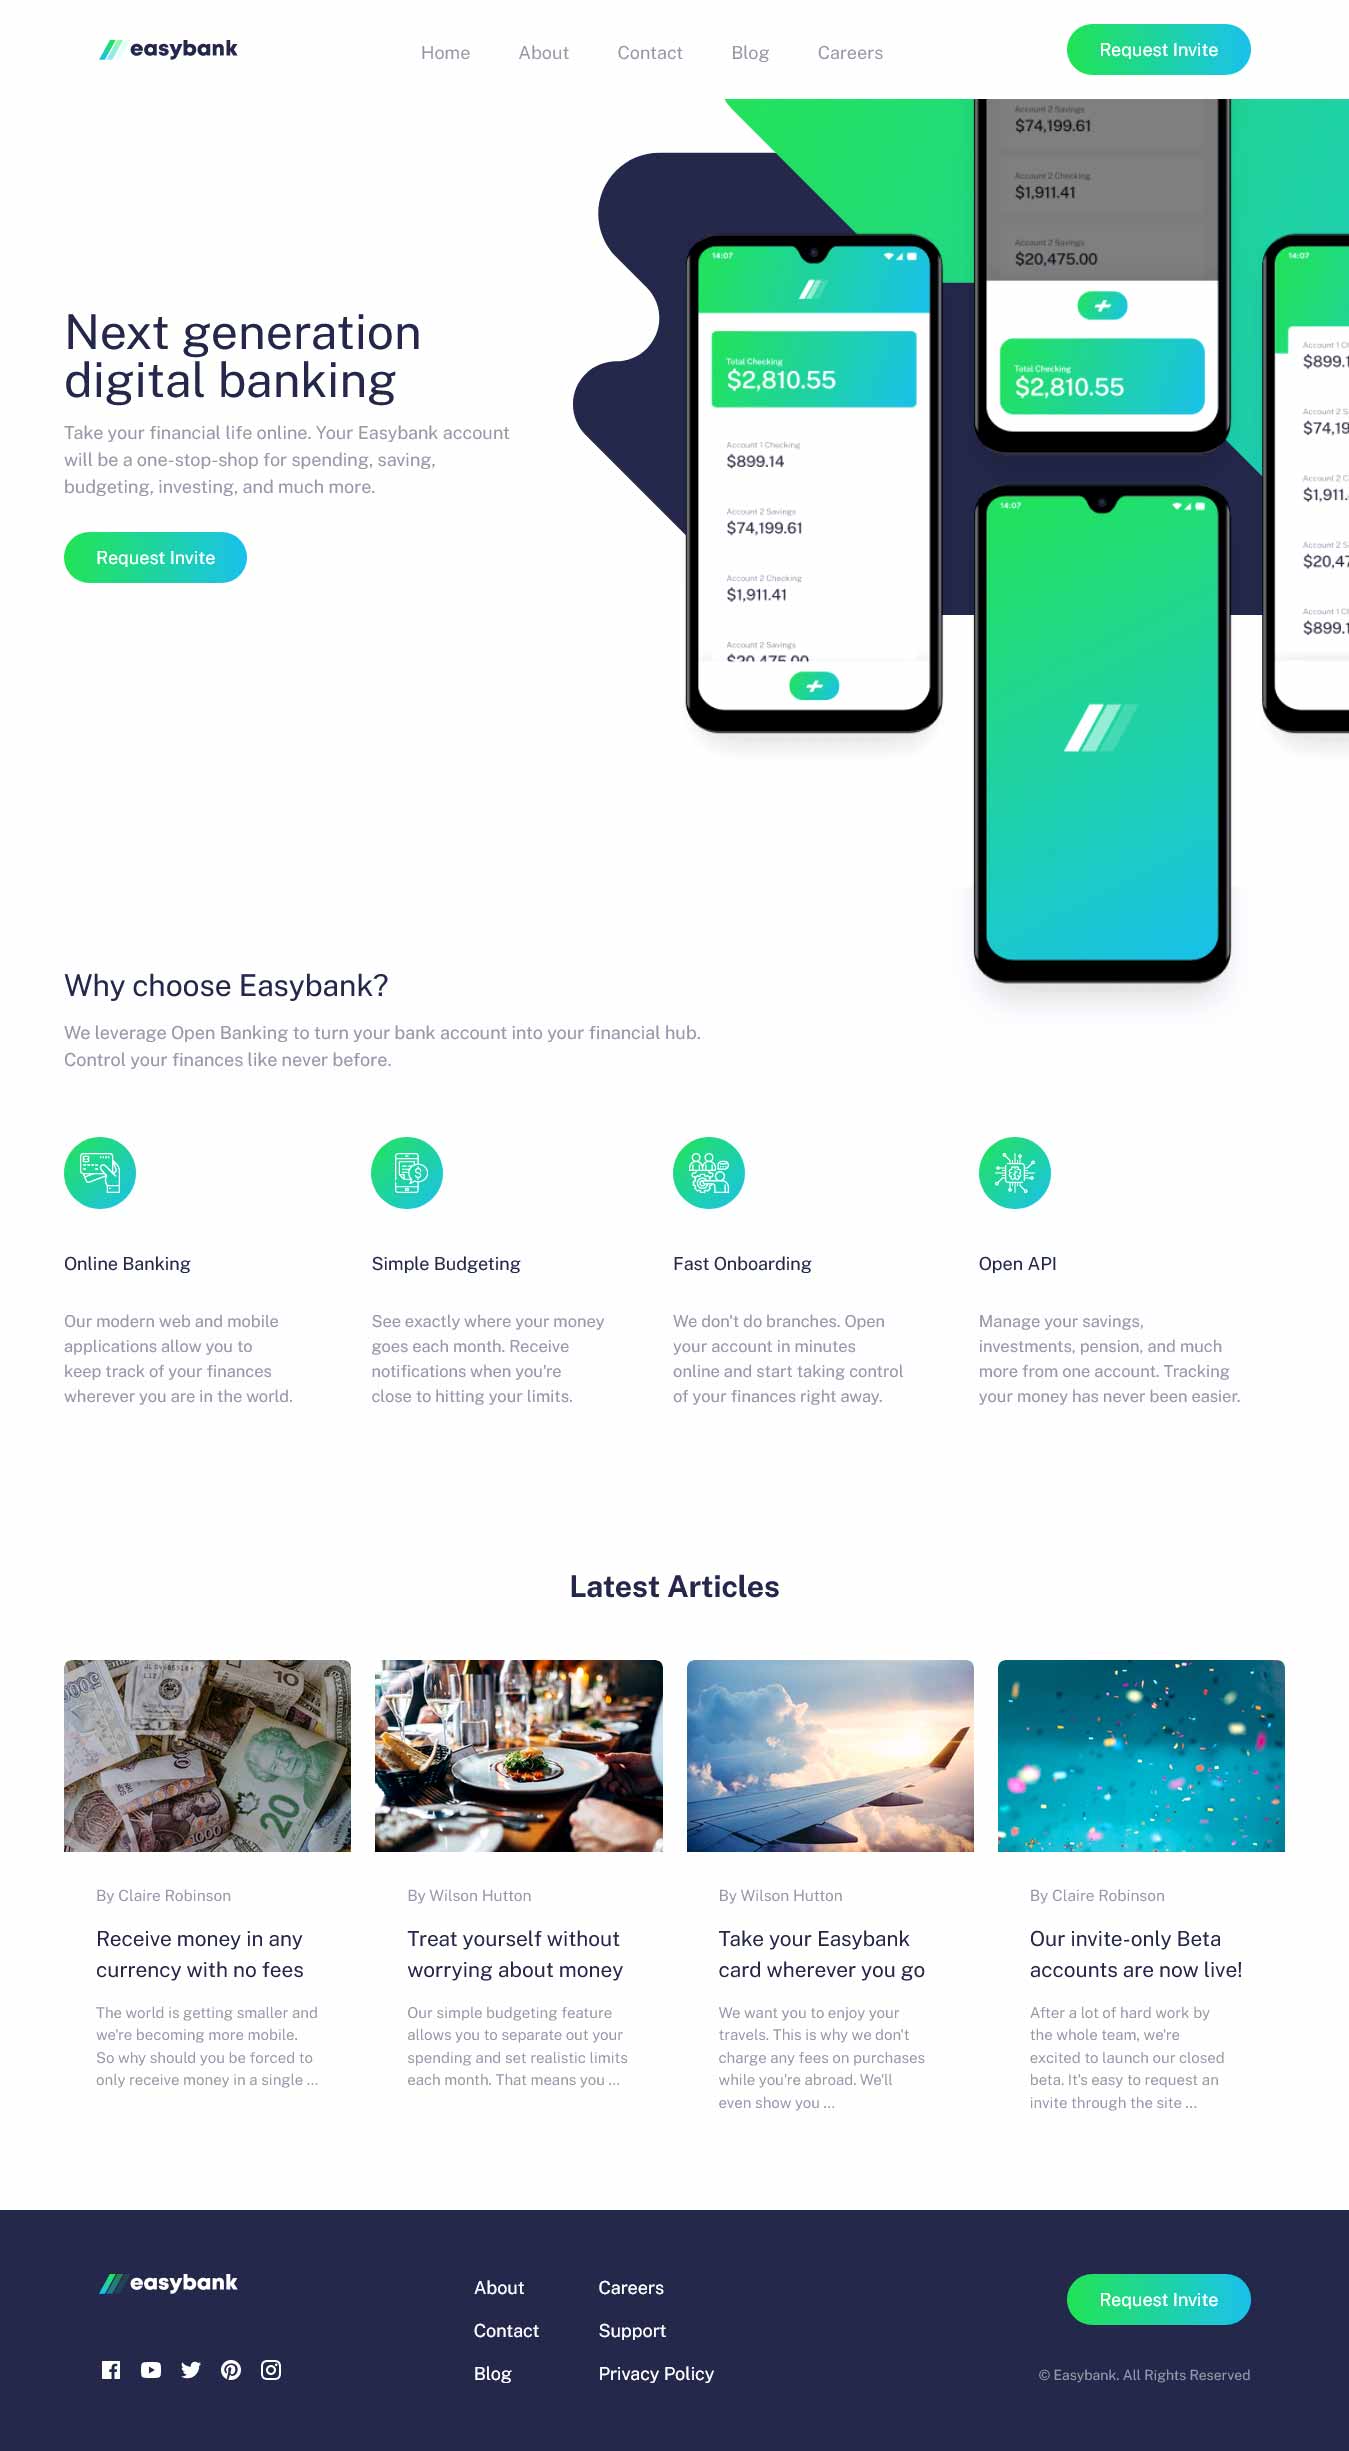 easybank
Home
About
Contact
Blog
Careers
Request Invite
Account 2 Savings
$74,199.61
Account 2 Checking
$1,911.41
Account 2 Savings
$20,475.00
Total Checking
$2,810.55
14:07
Total Checking
$2,810.55
Account 1 Checking
$899.14
Account 2 Savings
$74,199.61
Account 2 Checking
$1,911.41
Account 2 Savings
$20,475.00
14:07
14:07
Account 1 C
$899.1
Account 2 S
$74,19
Account 2 C
$1,911.
Account 2 S
$20,47
Account 1 C
$899.1
Next generation
digital banking
Take your financial life online. Your Easybank account
will be a one-stop-shop for spending, saving,
budgeting, investing, and much more.
Request Invite
Why choose Easybank?
We leverage Open Banking to turn your bank account into your financial hub.
Control your finances like never before.
Online Banking
Our modern web and mobile
applications allow you to
keep track of your finances
wherever you are in the world.
Simple Budgeting
See exactly where your money
goes each month. Receive
notifications when you're
close to hitting your limits.
Fast Onboarding
We don't do branches. Open
your account in minutes
online and start taking control
of your finances right away.
Open API
Manage your savings,
investments, pension, and much
more from one account. Tracking
your money has never been easier.
Latest Articles
10
20
1000
By Claire Robinson
Receive money in any
currency with no fees
The world is getting smaller and
we're becoming more mobile.
So why should you be forced to
only receive money in a single ...
By Wilson Hutton
Treat yourself without
worrying about money
Our simple budgeting feature
allows you to separate out your
spending and set realistic limits
each month. That means you ...
By Wilson Hutton
Take your Easybank
card wherever you go
We want you to enjoy your
travels. This is why we don't
charge any fees on purchases
while you're abroad. We'll
even show you ...
By Claire Robinson
Our invite-only Beta
accounts are now live!
After a lot of hard work by
the whole team, we're
excited to launch our closed
beta. It's easy to request an
invite through the site ...
easybank
About
Contact
Blog
Careers
Support
Privacy Policy
Request Invite
© Easybank. All Rights Reserved